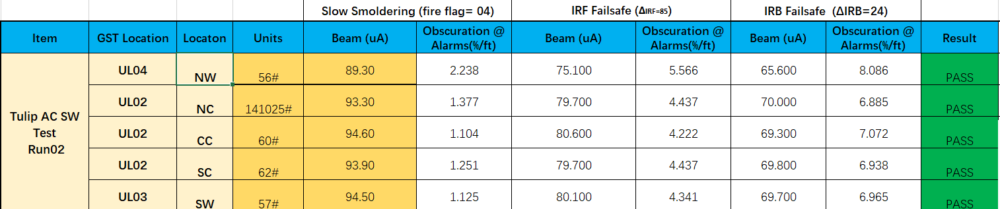 Slow Smoldering (fire flag= 04) IRF Failsafe (ΔIRF=85) IRB Failsafe (ΔIRB=24)
Item GST Location Locaton Units Beam (uA) Obscuration @ Beam (uA) Obscuration @ Beam (uA) Obscuration @ Result
Alarms(%/ft) Alarms(%/ft) Alarms(%/ft)
UL04 NW 56# 89.30 2.238 75.100 5.566 65.600 8.086 PASS
UL02 NC 141025# 93.30 1.377 79.700 4.437 70.000 6.885 PASS
Tulip AC SW
Test
Run02
UL02 CC 60# 94.60 1.104 80.600 4.222 69.300 7.072 PASS
UL02 SC 62# 93.90 1.251 79.700 4.437 69.800 6.938 PASS
UL03 SW 57# 94.50 1.125 80.100 4.341 69.700 6.965 PASS